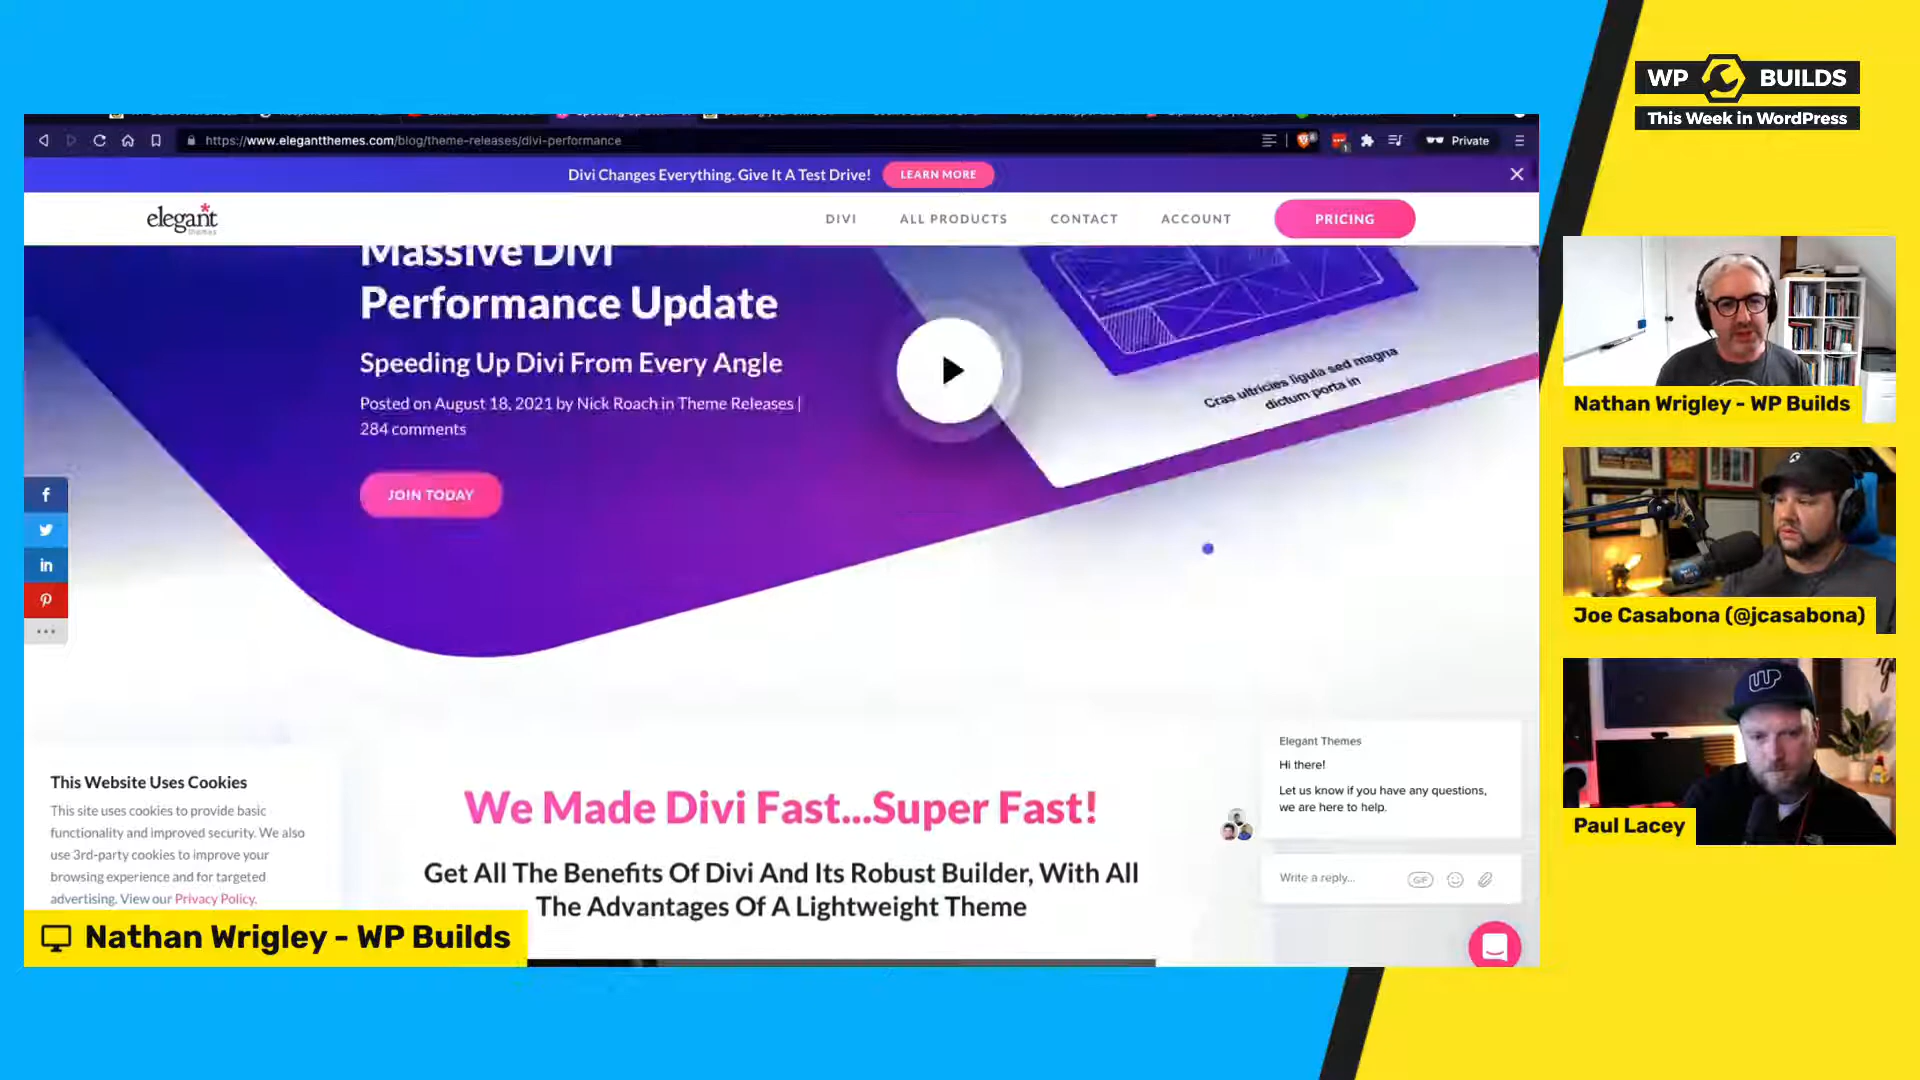 WP BUILDS
This Week in WordPress
https://www.elegantthemes.com/blog/theme-releases/divi-performance
1
Private
Divi Changes Everything. Give It A Test Drive!
LEARN MORE
elegant
themes
DIVI
ALL PRODUCTS
CONTACT
ACCOUNT
PRICING
Massive Divi
Performance Update
Speeding Up Divi From Every Angle
Posted on August 18, 2021 by Nick Roach in Theme Releases |
284 comments
JOIN TODAY
Cras ultricies ligula sed magna
dictum porta in
We Made Divi Fast...Super Fast!
Get All The Benefits Of Divi And Its Robust Builder, With All
The Advantages Of A Lightweight Theme
This Website Uses Cookies
This site uses cookies to provide basic
functionality and improved security. We also
use 3rd-party cookies to improve your
browsing experience and for targeted
advertising. View our Privacy Policy.
Elegant Themes
Hi there!
Let us know if you have any questions,
we are here to help.
Write a reply...
GIF
Nathan Wrigley - WP Builds
Nathan Wrigley - WP Builds
Joe Casabona (@jcasabona)
WP
Paul Lacey